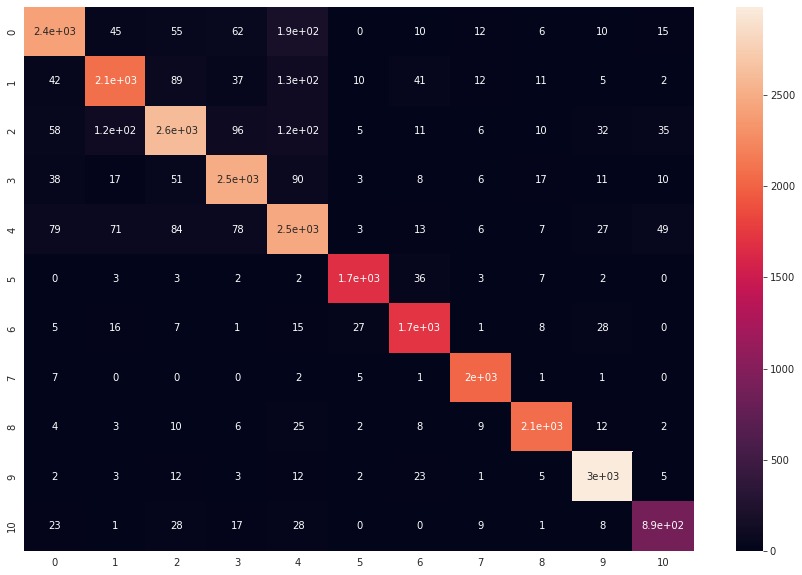 0 2.4e+03 45 55 62 1.9e+02 0 10 12 6 10 15
1 42 2.1e+03 89 37 1.3e+02 10 41 12 11 5 2
2 58 1.2e+02 2.6e+03 96 1.2e+02 5 11 6 10 32 35
3 38 17 51 2.5e+03 90 3 8 6 17 11 10
4 79 71 84 78 2.5e+03 3 13 6 7 27 49
5 0 3 3 2 2 1.7e+03 36 3 7 2 0
6 5 16 7 1 15 27 1.7e+03 1 8 28 0
7 7 0 0 0 2 5 1 2e+03 1 1 0
8 4 3 10 6 25 2 8 9 2.1e+03 12 2
9 2 3 12 3 12 2 23 1 5 3e+03 5
10 23 1 28 17 28 0 0 9 1 8 8.9e+02
0 1 2 3 4 5 6 7 8 9 10
2500
2000
1500
1000
500
0